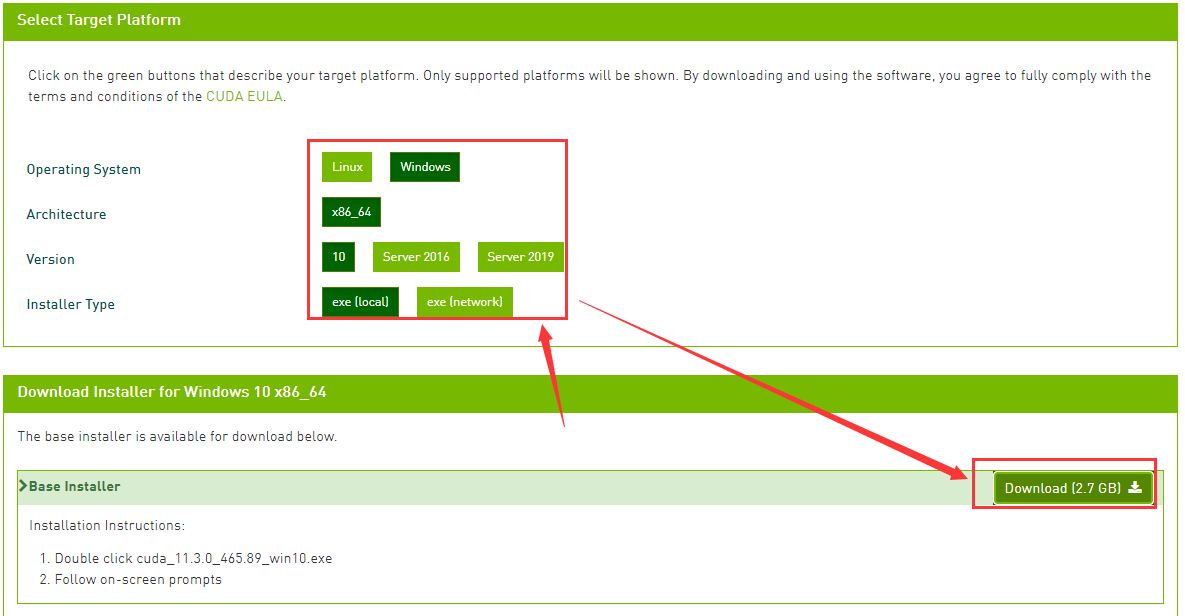 Select Target Platform
Click on the green buttons that describe your target platform. Only supported platforms will be shown. By downloading and using the software, you agree to fully comply with the
terms and conditions of the CUDA EULA.
Operating System Linux Windows
Architecture x86_64
Version 10 Server 2016 Server 2019
Installer Type exe (local) exe (network)
Download Installer for Windows 10 x86_64
The base installer is available for download below.
Base Installer Download (2.7 GB)
Installation Instructions:
1. Double click cuda_11.3.0_465.89_win10.exe
2. Follow on-screen prompts